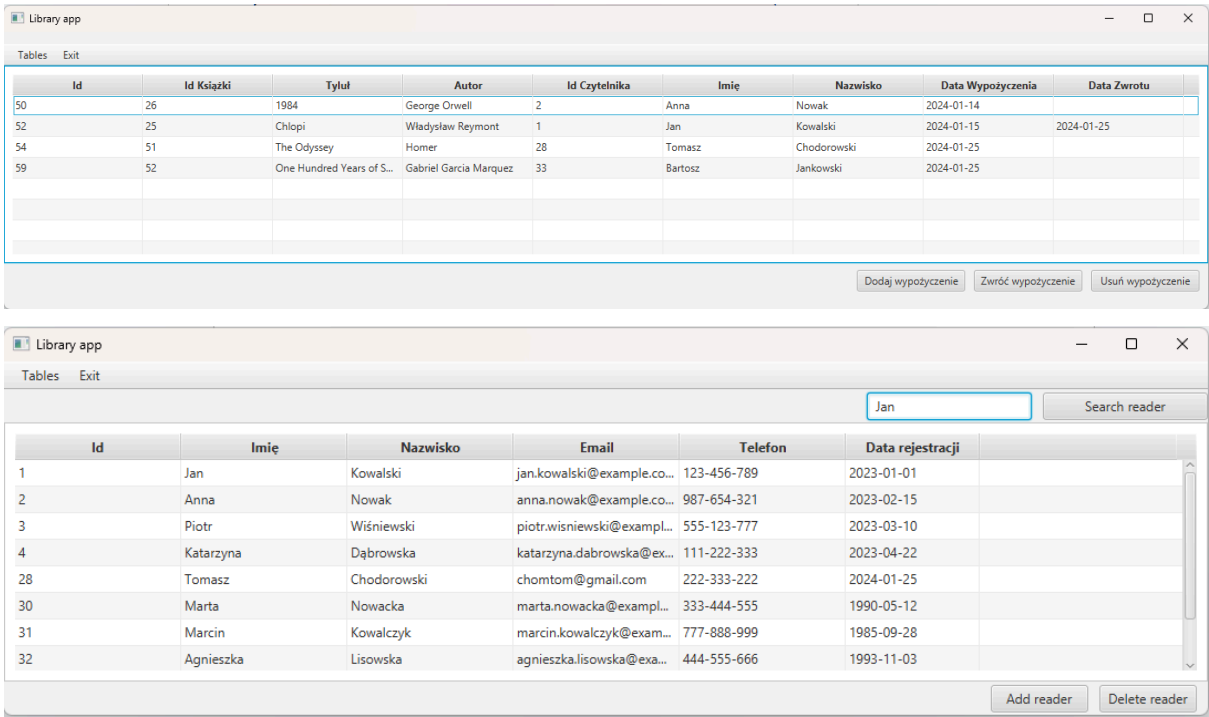 Library app
Tables Exit
Id Id Książki Tylul Autor Id Czytelnika Imię Nazwisko Data Wypożyczenia Data Zwrotu
50 26 1984 George Orwell 2 Anna Nowak 2024-01-14
52 25 Chlopi Władysław Reymont 1 Jan Kowalski 2024-01-15 2024-01-25
54 51 The Odyssey Homer 28 Tomasz Chodorowski 2024-01-25
59 52 One Hundred Years of S... Gabriel Garcia Marquez 33 Bartosz Jankowski 2024-01-25
Dodaj wypożyczenie Zwróć wypożyczenie Usuń wypożyczenie
Library app
Tables Exit
Jan Search reader
Id Imię Nazwisko Email Telefon Data rejestracji
1 Jan Kowalski jan.kowalski@example.co... 123-456-789 2023-01-01
2 Anna Nowak anna.nowak@example.co... 987-654-321 2023-02-15
3 Piotr Wiśniewski piotr.wisniewski@exampl... 555-123-777 2023-03-10
4 Katarzyna Dąbrowska katarzyna.dabrowska@ex... 111-222-333 2023-04-22
28 Tomasz Chodorowski chomtom@gmail.com 222-333-222 2024-01-25
30 Marta Nowacka marta.nowacka@exampl... 333-444-555 1990-05-12
31 Marcin Kowalczyk marcin.kowalczyk@exam... 777-888-999 1985-09-28
32 Agnieszka Lisowska agnieszka.lisowska@exa... 444-555-666 1993-11-03
Add reader Delete reader